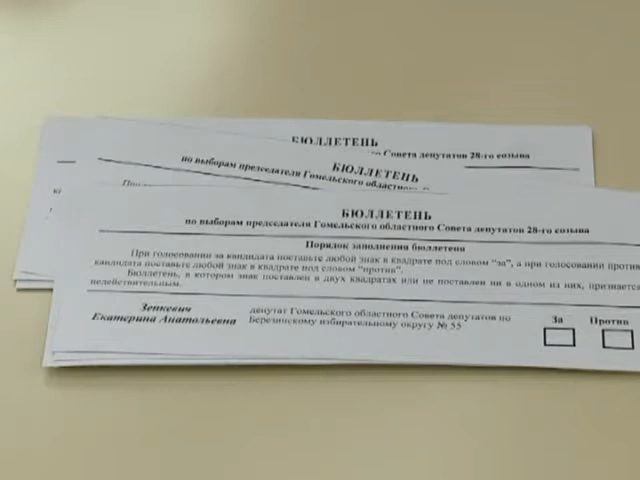 БЮЛЛЕТЕНЬ
Совета депутатов 28-го созыва
БЮЛЛЕТЕНЬ
по выборам председателя Гомельского областного
БЮЛЛЕТЕНЬ
по выборам председателя Гомельского областного Совета депутатов 28-го созыва
Порядок заполнения бюллетеня
При голосовании за кандидата поставьте любой знак в квадрате под словом "за", а при голосовании против
кандидата поставьте любой знак в квадрате под словом "против".
Бюллетень, в котором знак поставлен в двух квадратах или не поставлен ни в одном из них, признается
недействительным.
Зенкевич
Екатерина Анатольевна
депутат Гомельского областного Совета депутатов по
Березинскому избирательному округу № 55
За Против